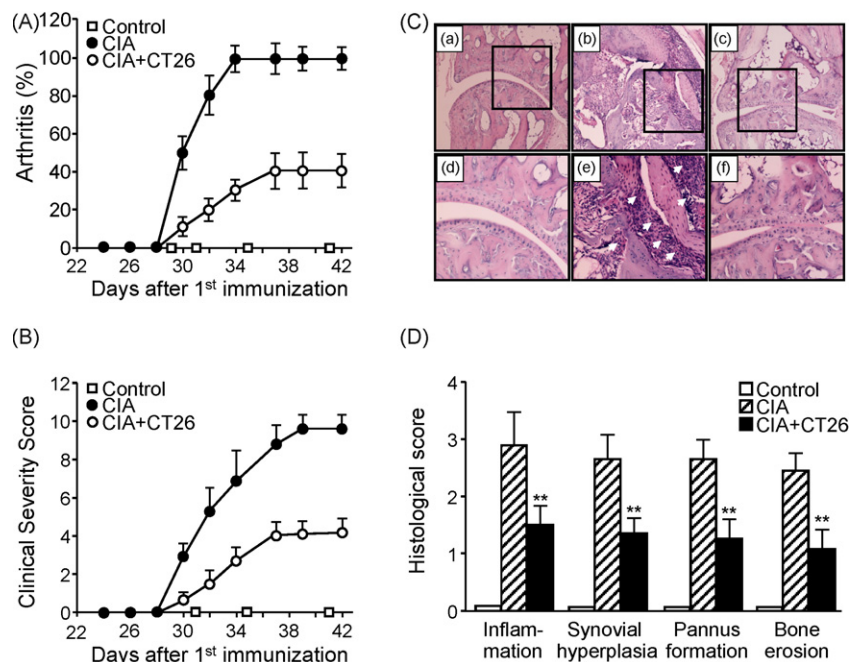 (A)
Control
CIA
CIA+CT26
Arthritis (%)
120
100
80
60
40
20
0
22 26 30 34 38 42
Days after 1st immunization
(B)
Control
CIA
CIA+CT26
Clinical Severity Score
12
10
8
6
4
2
0
22 26 30 34 38 42
Days after 1st immunization
(C)
(a) (b) (c)
(d) (e) (f)
(D)
Control
CIA
CIA+CT26
Histological score
4
3
2
1
0
** ** ** **
Inflam- Synovial Pannus Bone
mation hyperplasia formation erosion